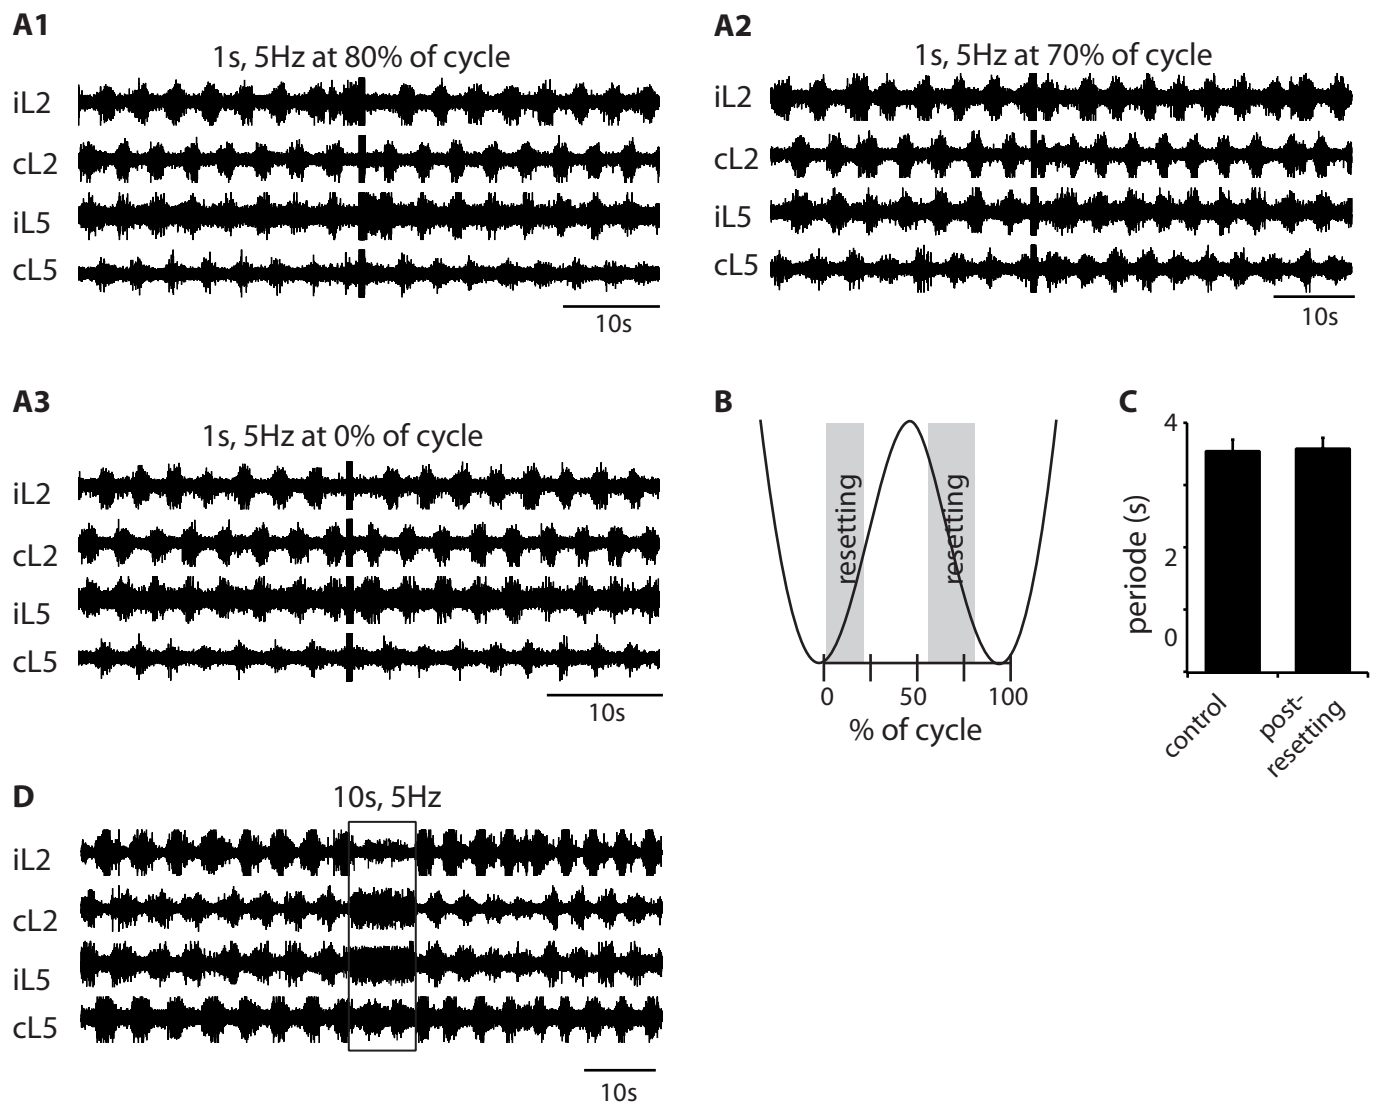 A1
1s, 5Hz at 80% of cycle
iL2
cL2
iL5
cL5
10s
A2
1s, 5Hz at 70% of cycle
iL2
cL2
iL5
cL5
10s
A3
1s, 5Hz at 0% of cycle
iL2
cL2
iL5
cL5
10s
B
resetting
resetting
0 50 100
% of cycle
C
4
2
0
periode (s)
control
post-
resetting
D
10s, 5Hz
iL2
cL2
iL5
cL5
10s